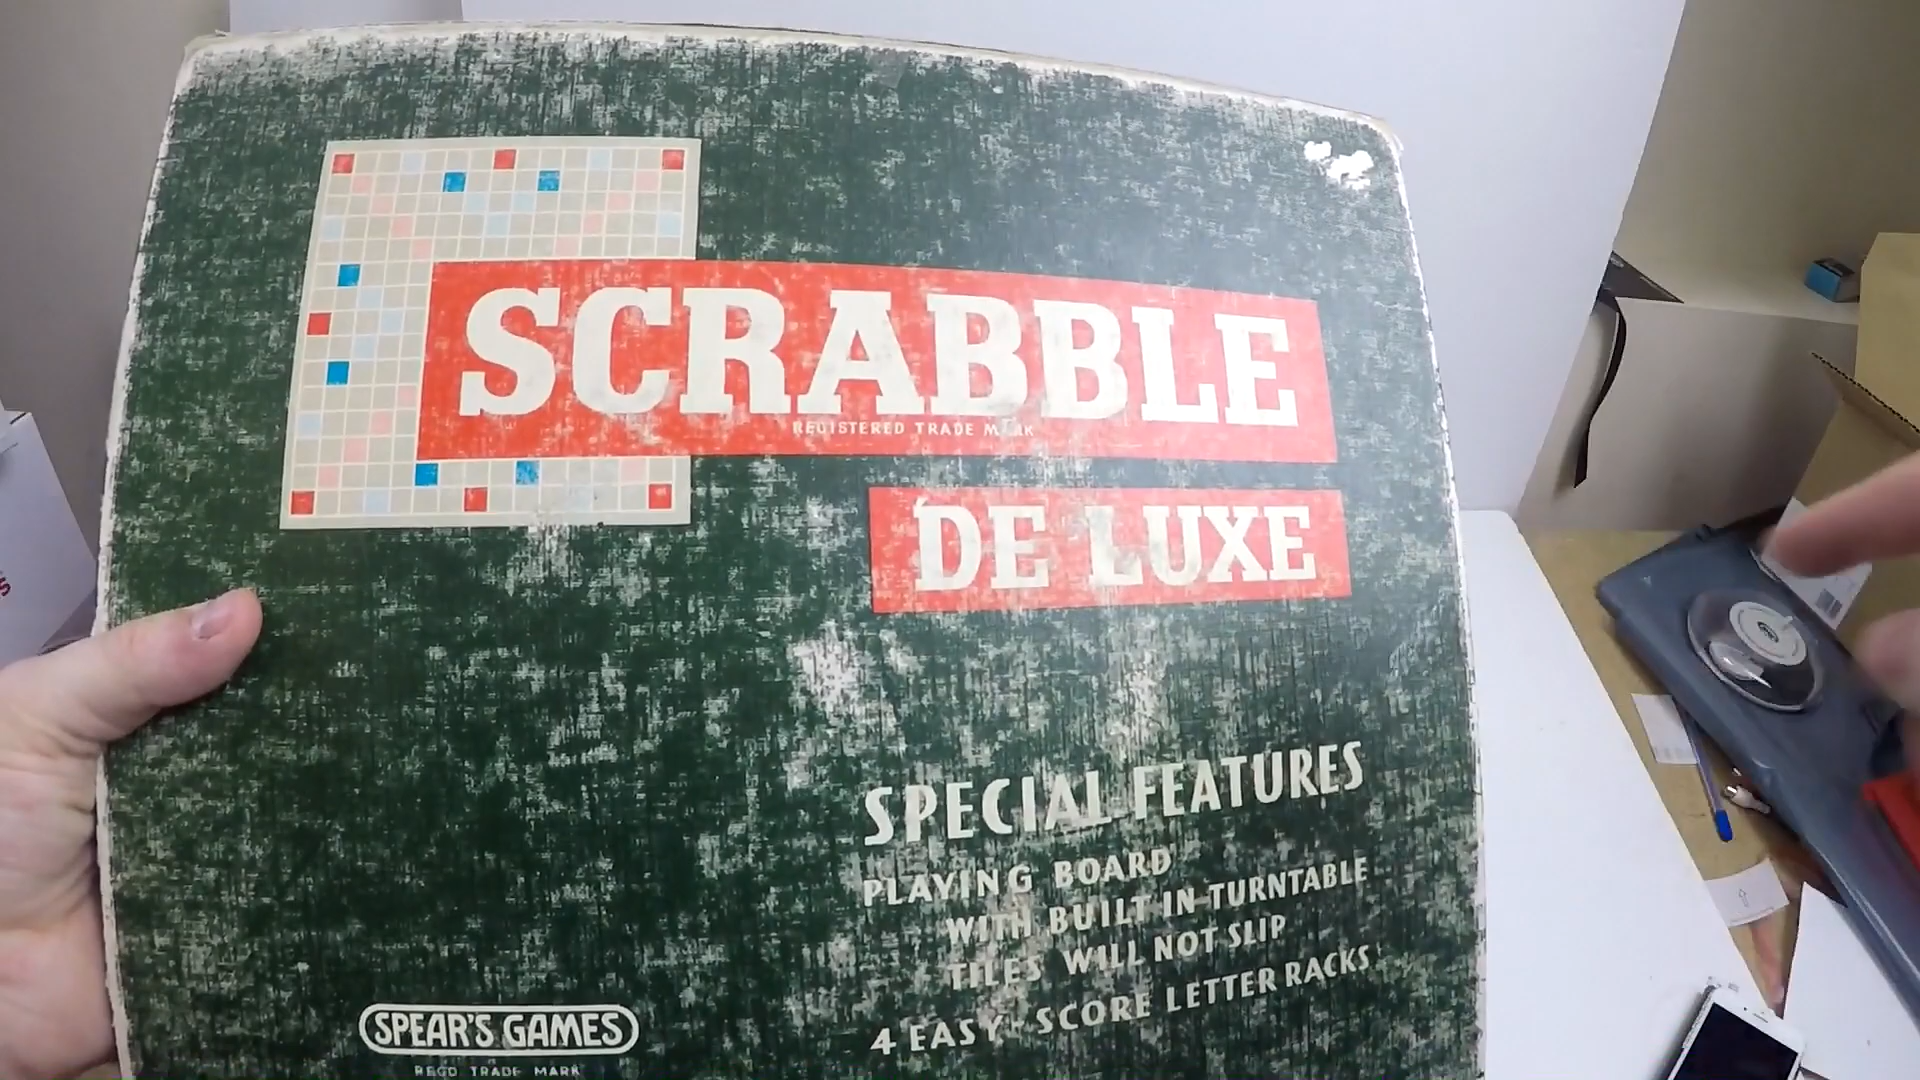 SCRABBLE
REGISTERED TRADE MARK
DE LUXE
SPECIAL FEATURES
PLAYING BOARD
WITH BUILT IN TURNTABLE
TILES WILL NOT SLIP
4 EASY-SCORE LETTER RACKS
SPEAR'S GAMES
REGD TRADE MARK